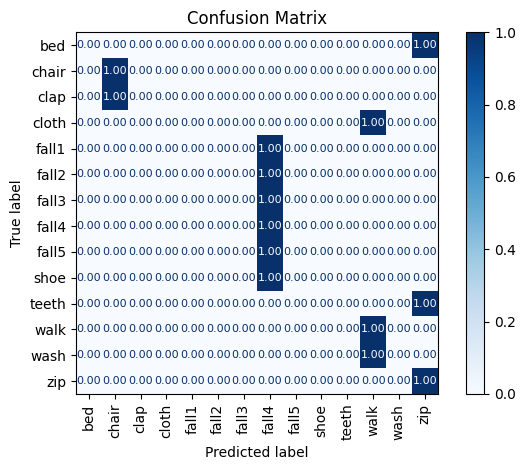 Confusion Matrix
bed 0.00 0.00 0.00 0.00 0.00 0.00 0.00 0.00 0.00 0.00 0.00 0.00 0.00 1.00 1.0
chair 0.00 1.00 0.00 0.00 0.00 0.00 0.00 0.00 0.00 0.00 0.00 0.00 0.00 0.00
clap 0.00 1.00 0.00 0.00 0.00 0.00 0.00 0.00 0.00 0.00 0.00 0.00 0.00 0.00 0.8
cloth 0.00 0.00 0.00 0.00 0.00 0.00 0.00 0.00 0.00 0.00 0.00 1.00 0.00 0.00
fall1 0.00 0.00 0.00 0.00 0.00 0.00 0.00 1.00 0.00 0.00 0.00 0.00 0.00 0.00
fall2 0.00 0.00 0.00 0.00 0.00 0.00 0.00 1.00 0.00 0.00 0.00 0.00 0.00 0.00 0.6
fall3 0.00 0.00 0.00 0.00 0.00 0.00 0.00 1.00 0.00 0.00 0.00 0.00 0.00 0.00
True label
fall4 0.00 0.00 0.00 0.00 0.00 0.00 0.00 1.00 0.00 0.00 0.00 0.00 0.00 0.00
fall5 0.00 0.00 0.00 0.00 0.00 0.00 0.00 1.00 0.00 0.00 0.00 0.00 0.00 0.00 0.4
shoe 0.00 0.00 0.00 0.00 0.00 0.00 0.00 1.00 0.00 0.00 0.00 0.00 0.00 0.00
teeth 0.00 0.00 0.00 0.00 0.00 0.00 0.00 0.00 0.00 0.00 0.00 0.00 0.00 1.00
walk 0.00 0.00 0.00 0.00 0.00 0.00 0.00 0.00 0.00 0.00 0.00 1.00 0.00 0.00 0.2
wash 0.00 0.00 0.00 0.00 0.00 0.00 0.00 0.00 0.00 0.00 0.00 1.00 0.00 0.00
zip 0.00 0.00 0.00 0.00 0.00 0.00 0.00 0.00 0.00 0.00 0.00 0.00 0.00 1.00 0.0
bed chair clap cloth fall1 fall2 fall3 fall4 fall5 shoe teeth walk wash zip
Predicted label